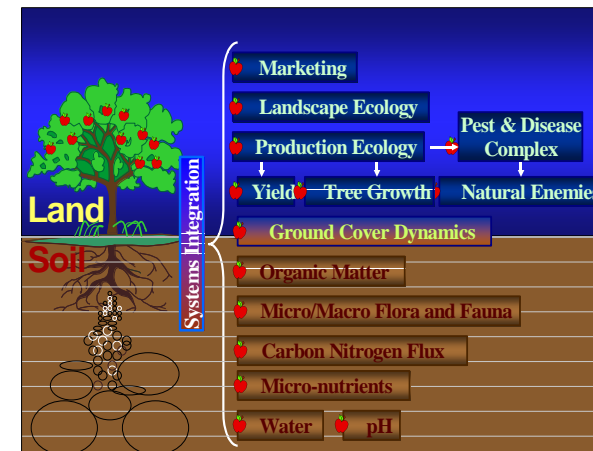 Marketing
Landscape Ecology
Production Ecology
Pest & Disease
Complex
Yield
Tree Growth
Natural Enemies
Land
Ground Cover Dynamics
Soil
Systems Integration
Organic Matter
Micro/Macro Flora and Fauna
Carbon Nitrogen Flux
Micro-nutrients
Water
pH